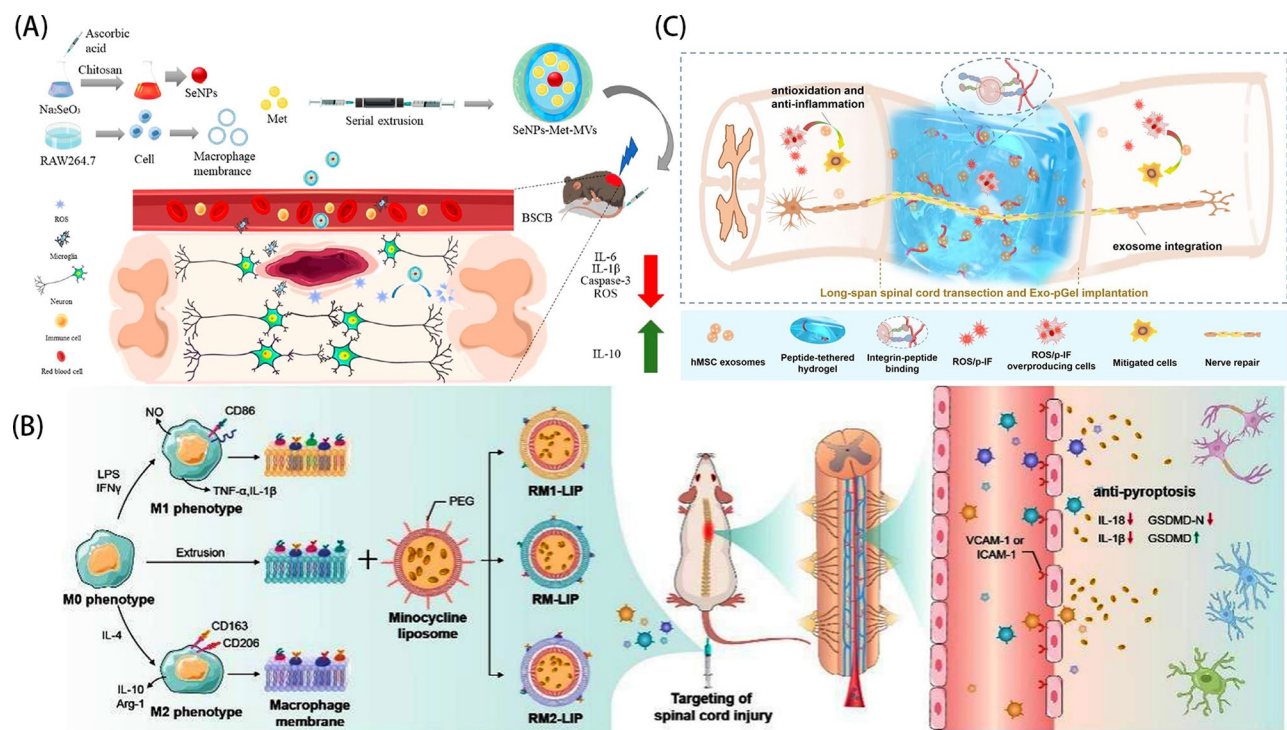 (A)
Ascorbic
acid
Chitosan
Na₂SeO₃
SeNPs
Met
Serial extrusion
SeNPs-Met-MVs
RAW264.7
Cell
Macrophage
membrance
ROS
Microglia
Neuron
Immune cell
Red blood cell
BSCB
IL-6
IL-1β
Caspase-3
ROS
IL-10
(C)
antioxidation and
anti-inflammation
exosome integration
Long-span spinal cord transection and Exo-pGel implantation
hMSC exosomes
Peptide-tethered
hydrogel
Integrin-peptide
binding
ROS/p-IF
ROS/p-IF
overproducing cells
Mitigated cells
Nerve repair
(B)
NO
CD86
LPS
IFNγ
TNF-α,IL-1β
M1 phenotype
Extrusion
M0 phenotype
IL-4
CD163
CD206
IL-10
Arg-1
M2 phenotype
Macrophage
membrane
PEG
Minocycline
liposome
RM1-LIP
RM-LIP
RM2-LIP
Targeting of
spinal cord injury
VCAM-1 or
ICAM-1
anti-pyroptosis
IL-18 GSDMD-N
IL-1β GSDMD